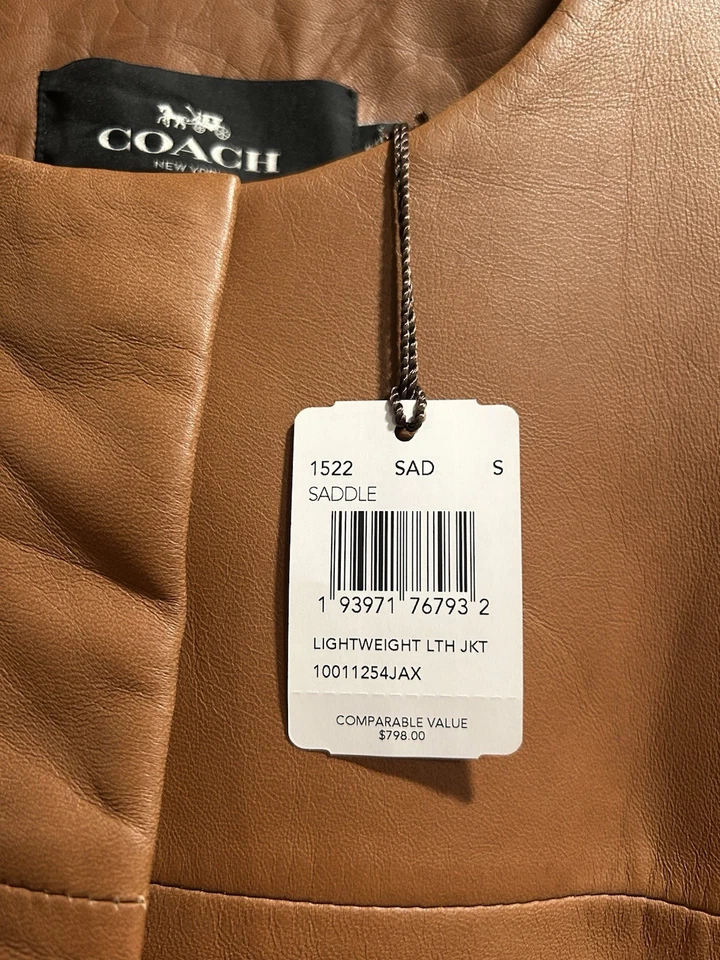 COACH
NEW YORK
1522 SAD S
SADDLE
1 93971 76793 2
LIGHTWEIGHT LTH JKT
10011254JAX
COMPARABLE VALUE
$798.00